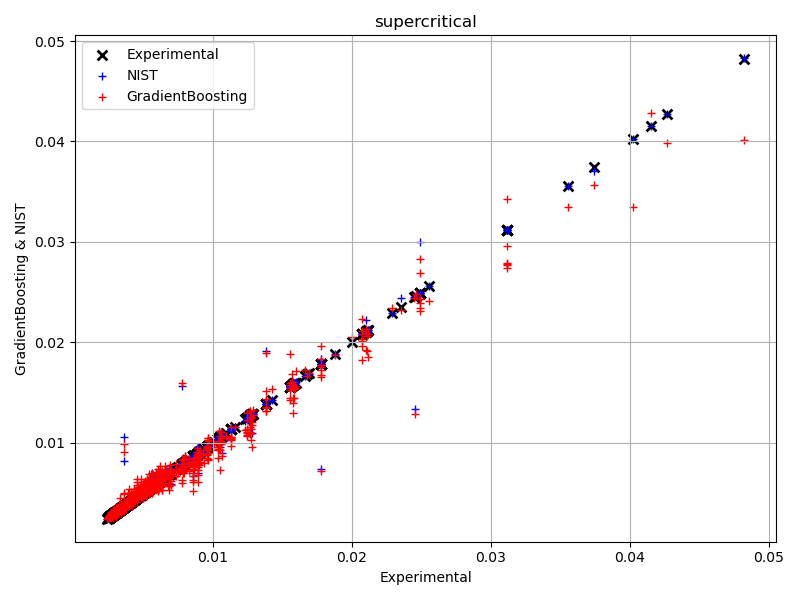 supercritical
0.05
0.04
0.03
0.02
0.01
GradientBoosting & NIST
Experimental
NIST
GradientBoosting
0.01 0.02 0.03 0.04 0.05
Experimental